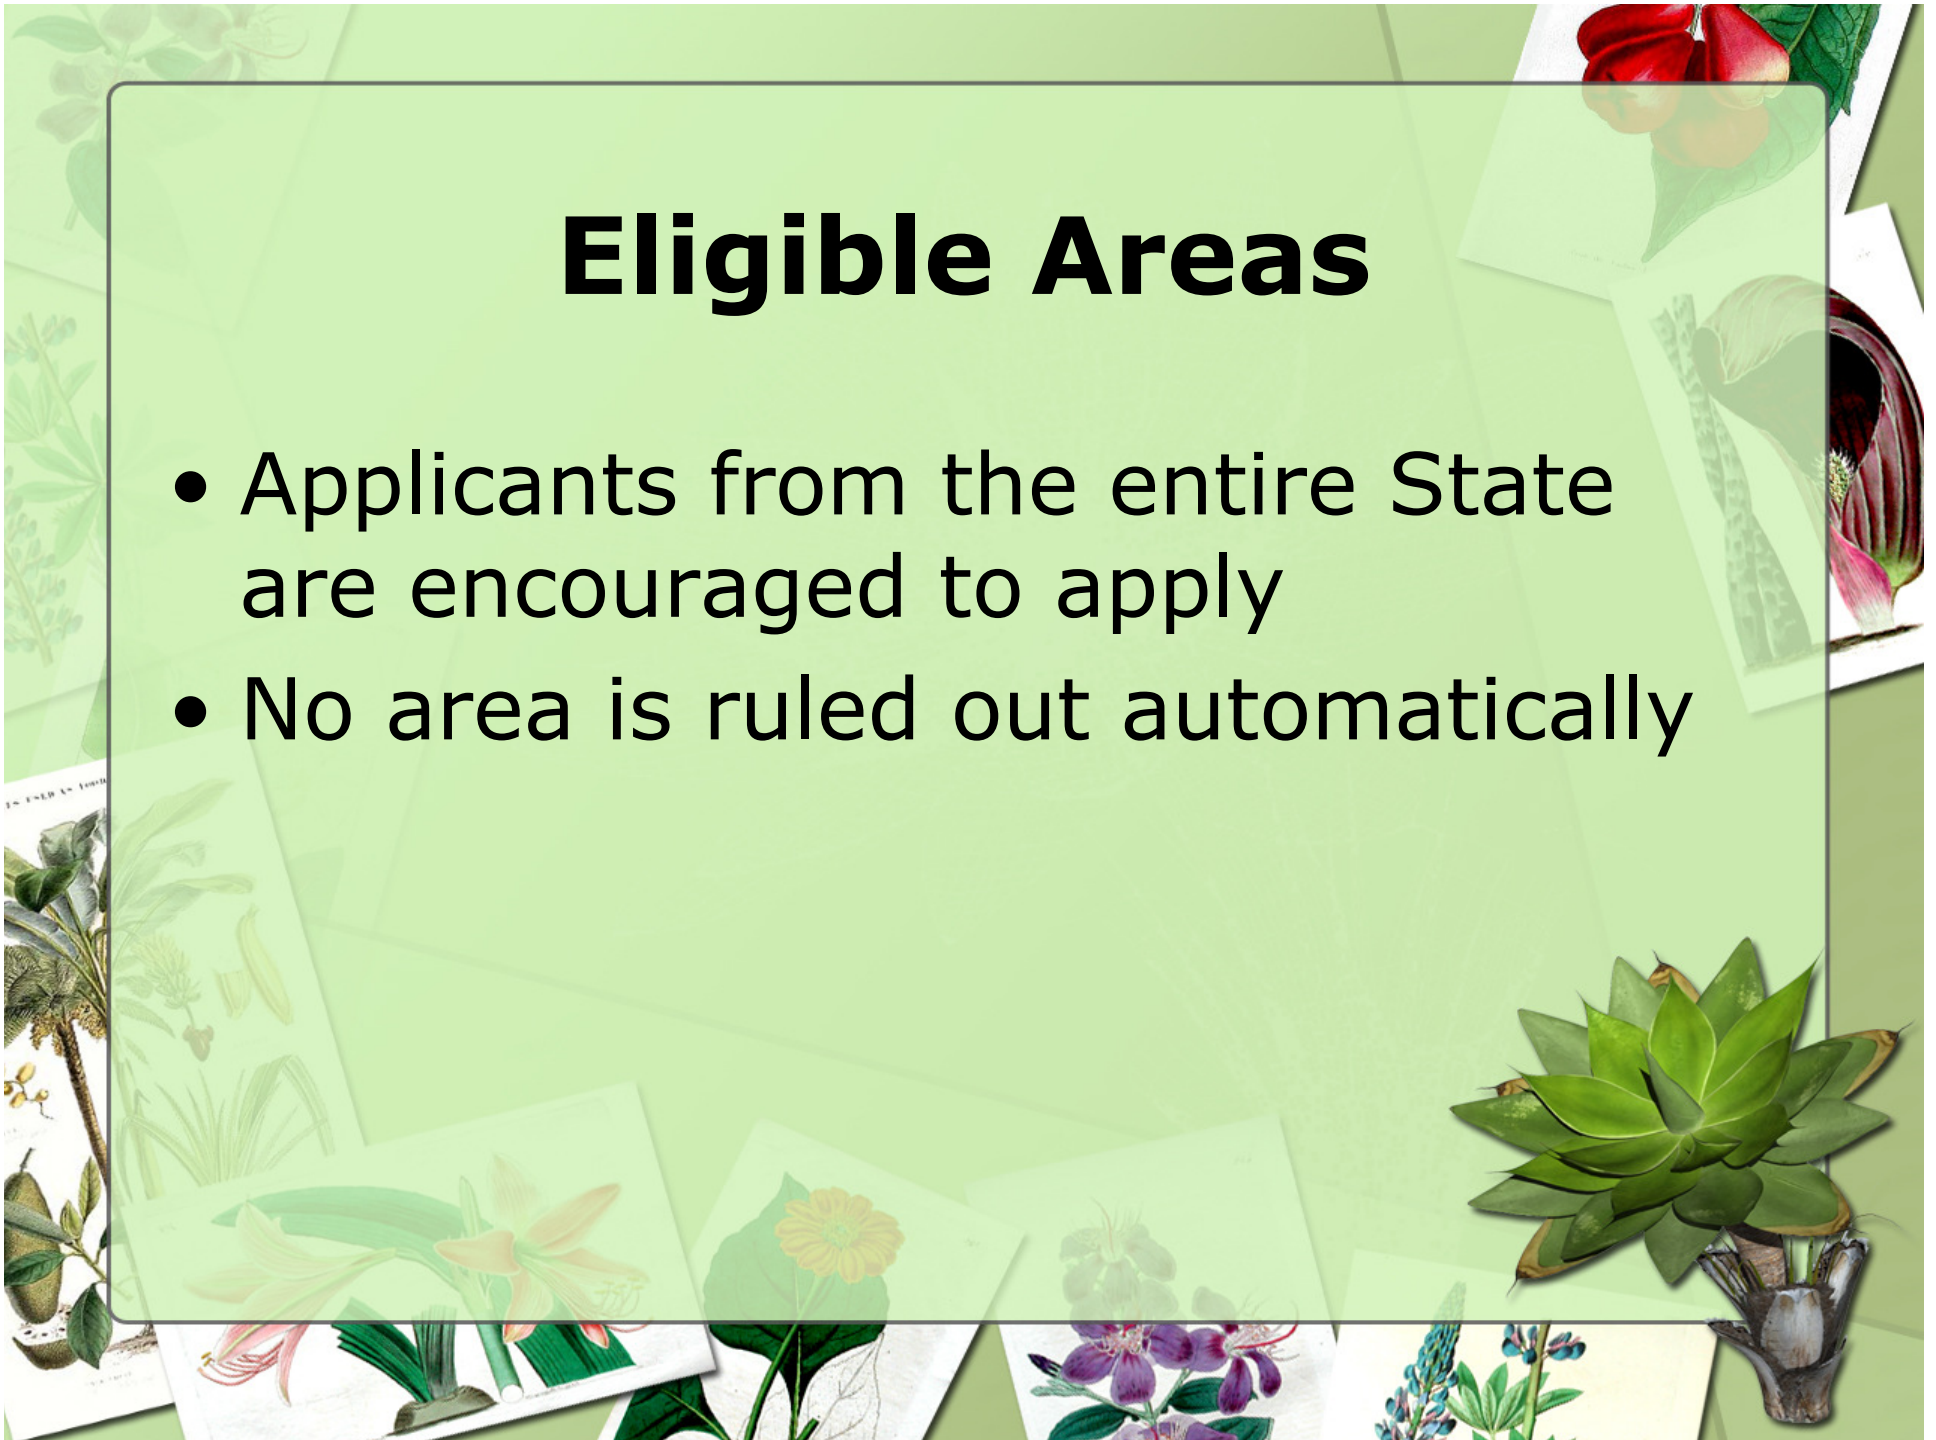 Eligible Areas
• Applicants from the entire State
are encouraged to apply
• No area is ruled out automatically